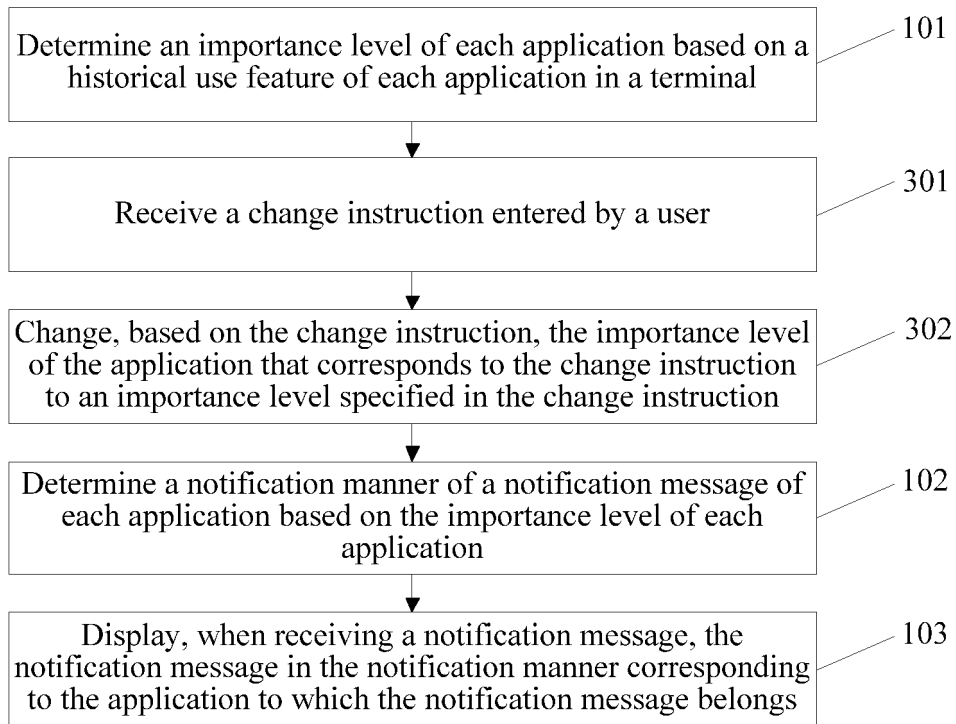 Determine an importance level of each application based on a
historical use feature of each application in a terminal
101
Receive a change instruction entered by a user
301
Change, based on the change instruction, the importance level
of the application that corresponds to the change instruction
to an importance level specified in the change instruction
302
Determine a notification manner of a notification message of
each application based on the importance level of each
application
102
Display, when receiving a notification message, the
notification message in the notification manner corresponding
to the application to which the notification message belongs
103